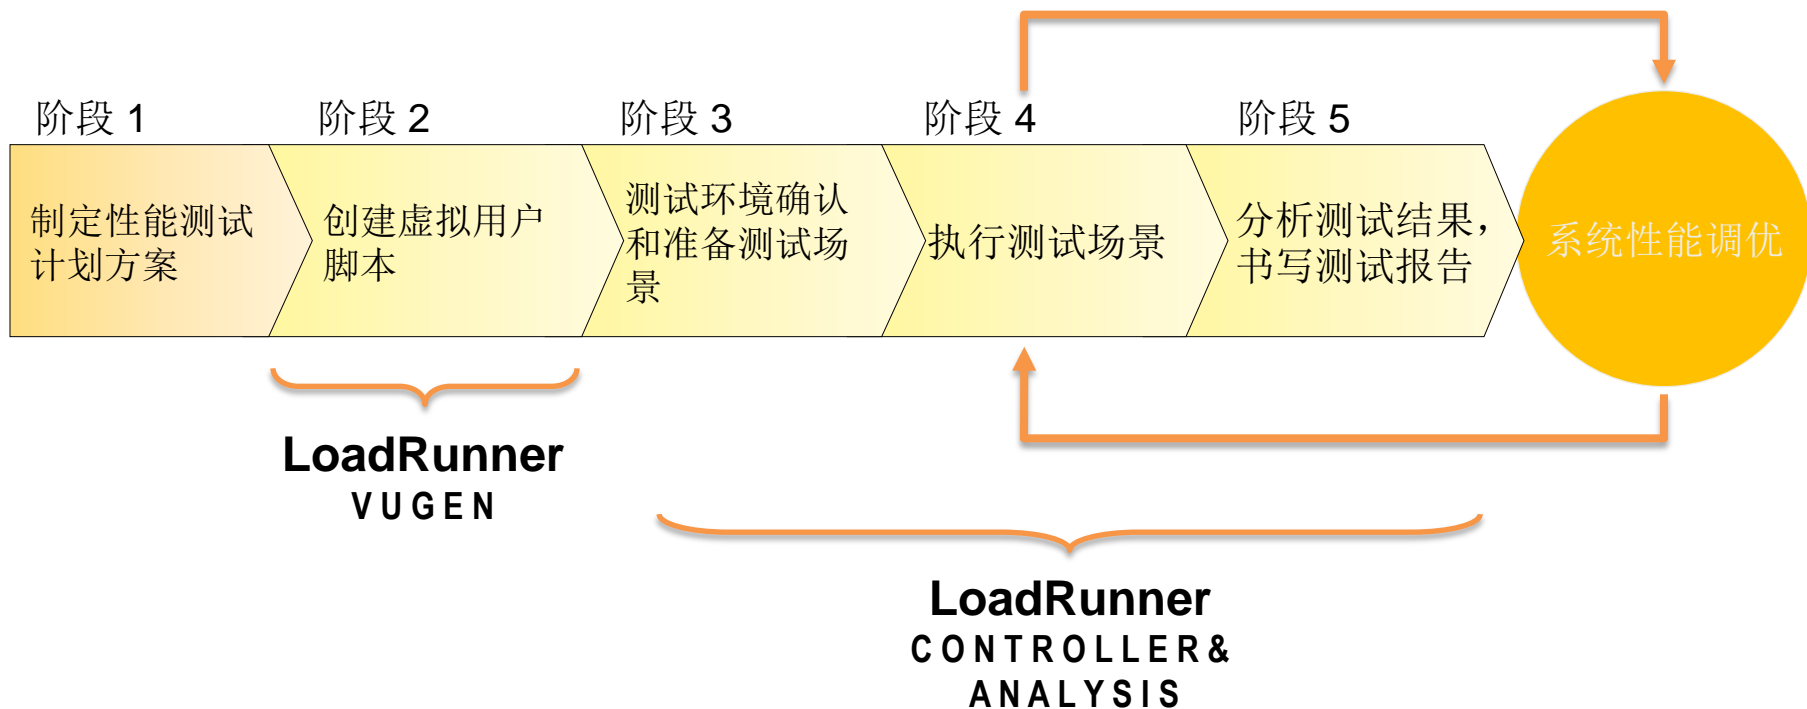 阶段 1
阶段 2
阶段 3
阶段 4
阶段 5
制定性能测试
计划方案
创建虚拟用户
脚本
测试环境确认
和准备测试场
景
执行测试场景
分析测试结果，
书写测试报告
系统性能调优
LoadRunner
VUGEN
LoadRunner
CONTROLLER&
ANALYSIS